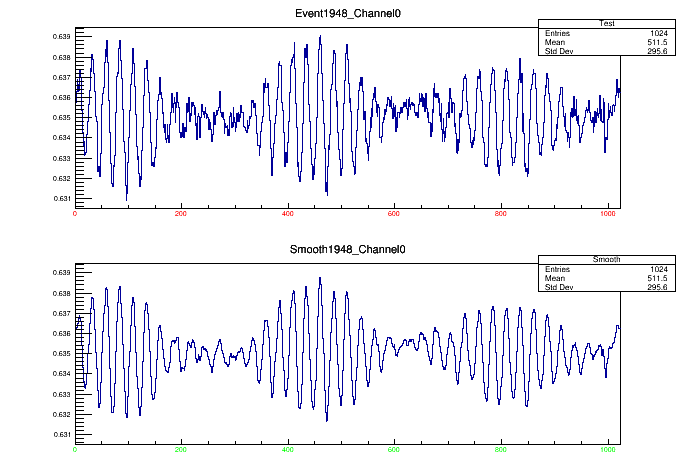 Event1948_Channel0
Test
Entries 1024
Mean 511.5
Std Dev 295.6
0.639
0.638
0.637
0.636
0.635
0.634
0.633
0.632
0.631
0 200 400 600 800 1000
Smooth1948_Channel0
Smooth
Entries 1024
Mean 511.5
Std Dev 295.6
0.639
0.638
0.637
0.636
0.635
0.634
0.633
0.632
0.631
0 200 400 600 800 1000